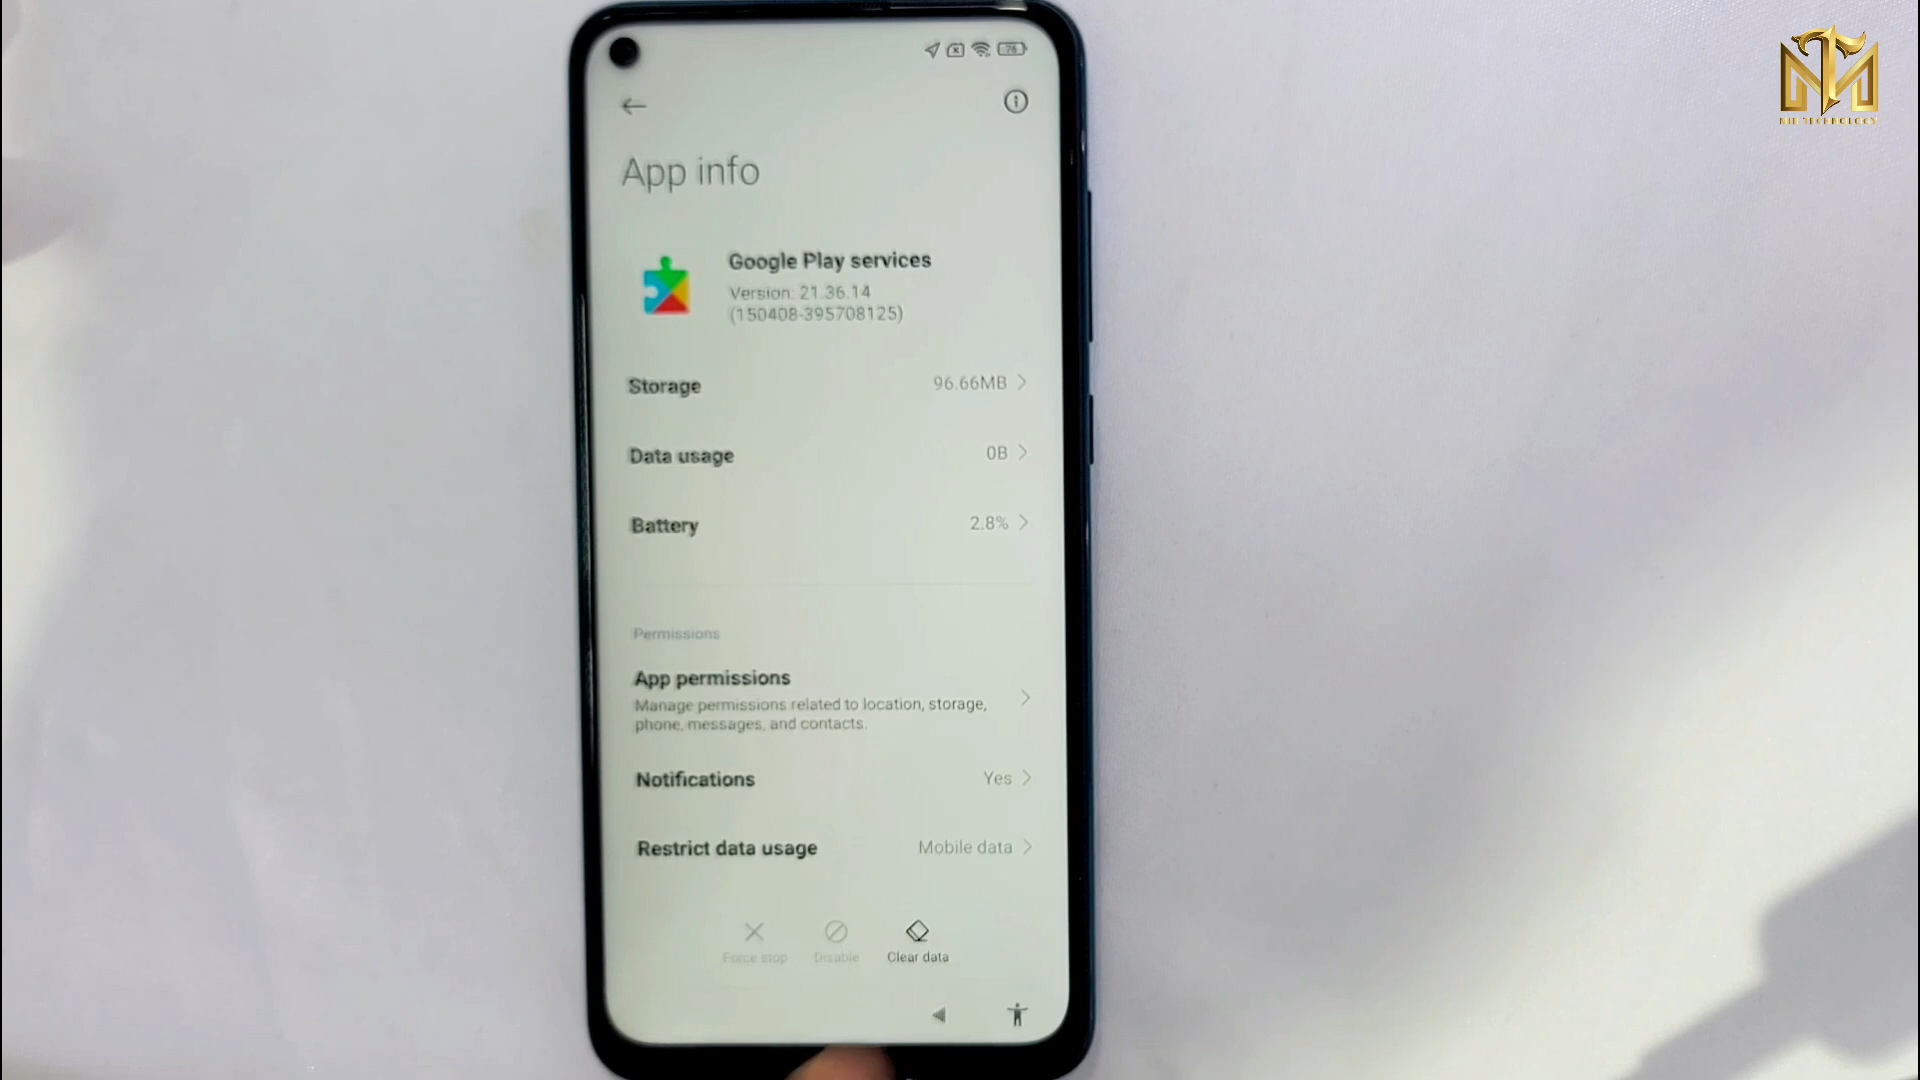 76
App info
Google Play services
Version: 21.36.14
(150408-395708125)
Storage
96.66MB
Data usage
0B
Battery
2.8%
Permissions
App permissions
Manage permissions related to location, storage,
phone, messages, and contacts.
Notifications
Yes
Restrict data usage
Mobile data
Force stop
Disable
Clear data